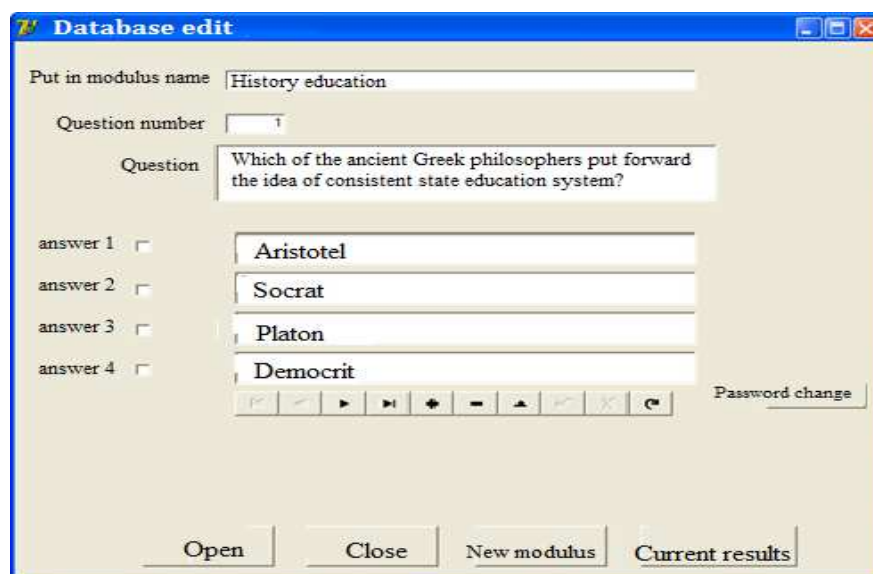 Database edit
Put in modulus name History education
Question number 1
Question Which of the ancient Greek philosophers put forward
the idea of consistent state education system?
answer 1 Aristotel
answer 2 Socrat
answer 3 Platon
answer 4 Democrit
Password change
Open Close New modulus Current results